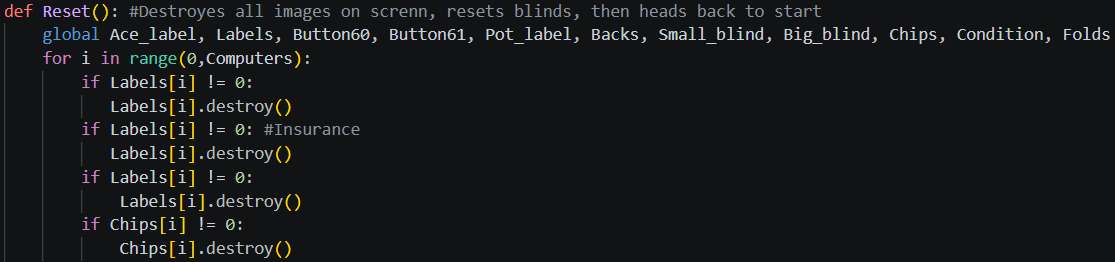 def Reset(): #Destroyes all images on screnn, resets blinds, then heads back to start
global Ace_label, Labels, Button60, Button61, Pot_label, Backs, Small_blind, Big_blind, Chips, Condition, Folds
for i in range(0,Computers):
if Labels[i] != 0:
Labels[i].destroy()
if Labels[i] != 0: #Insurance
Labels[i].destroy()
if Labels[i] != 0:
Labels[i].destroy()
if Chips[i] != 0:
Chips[i].destroy()